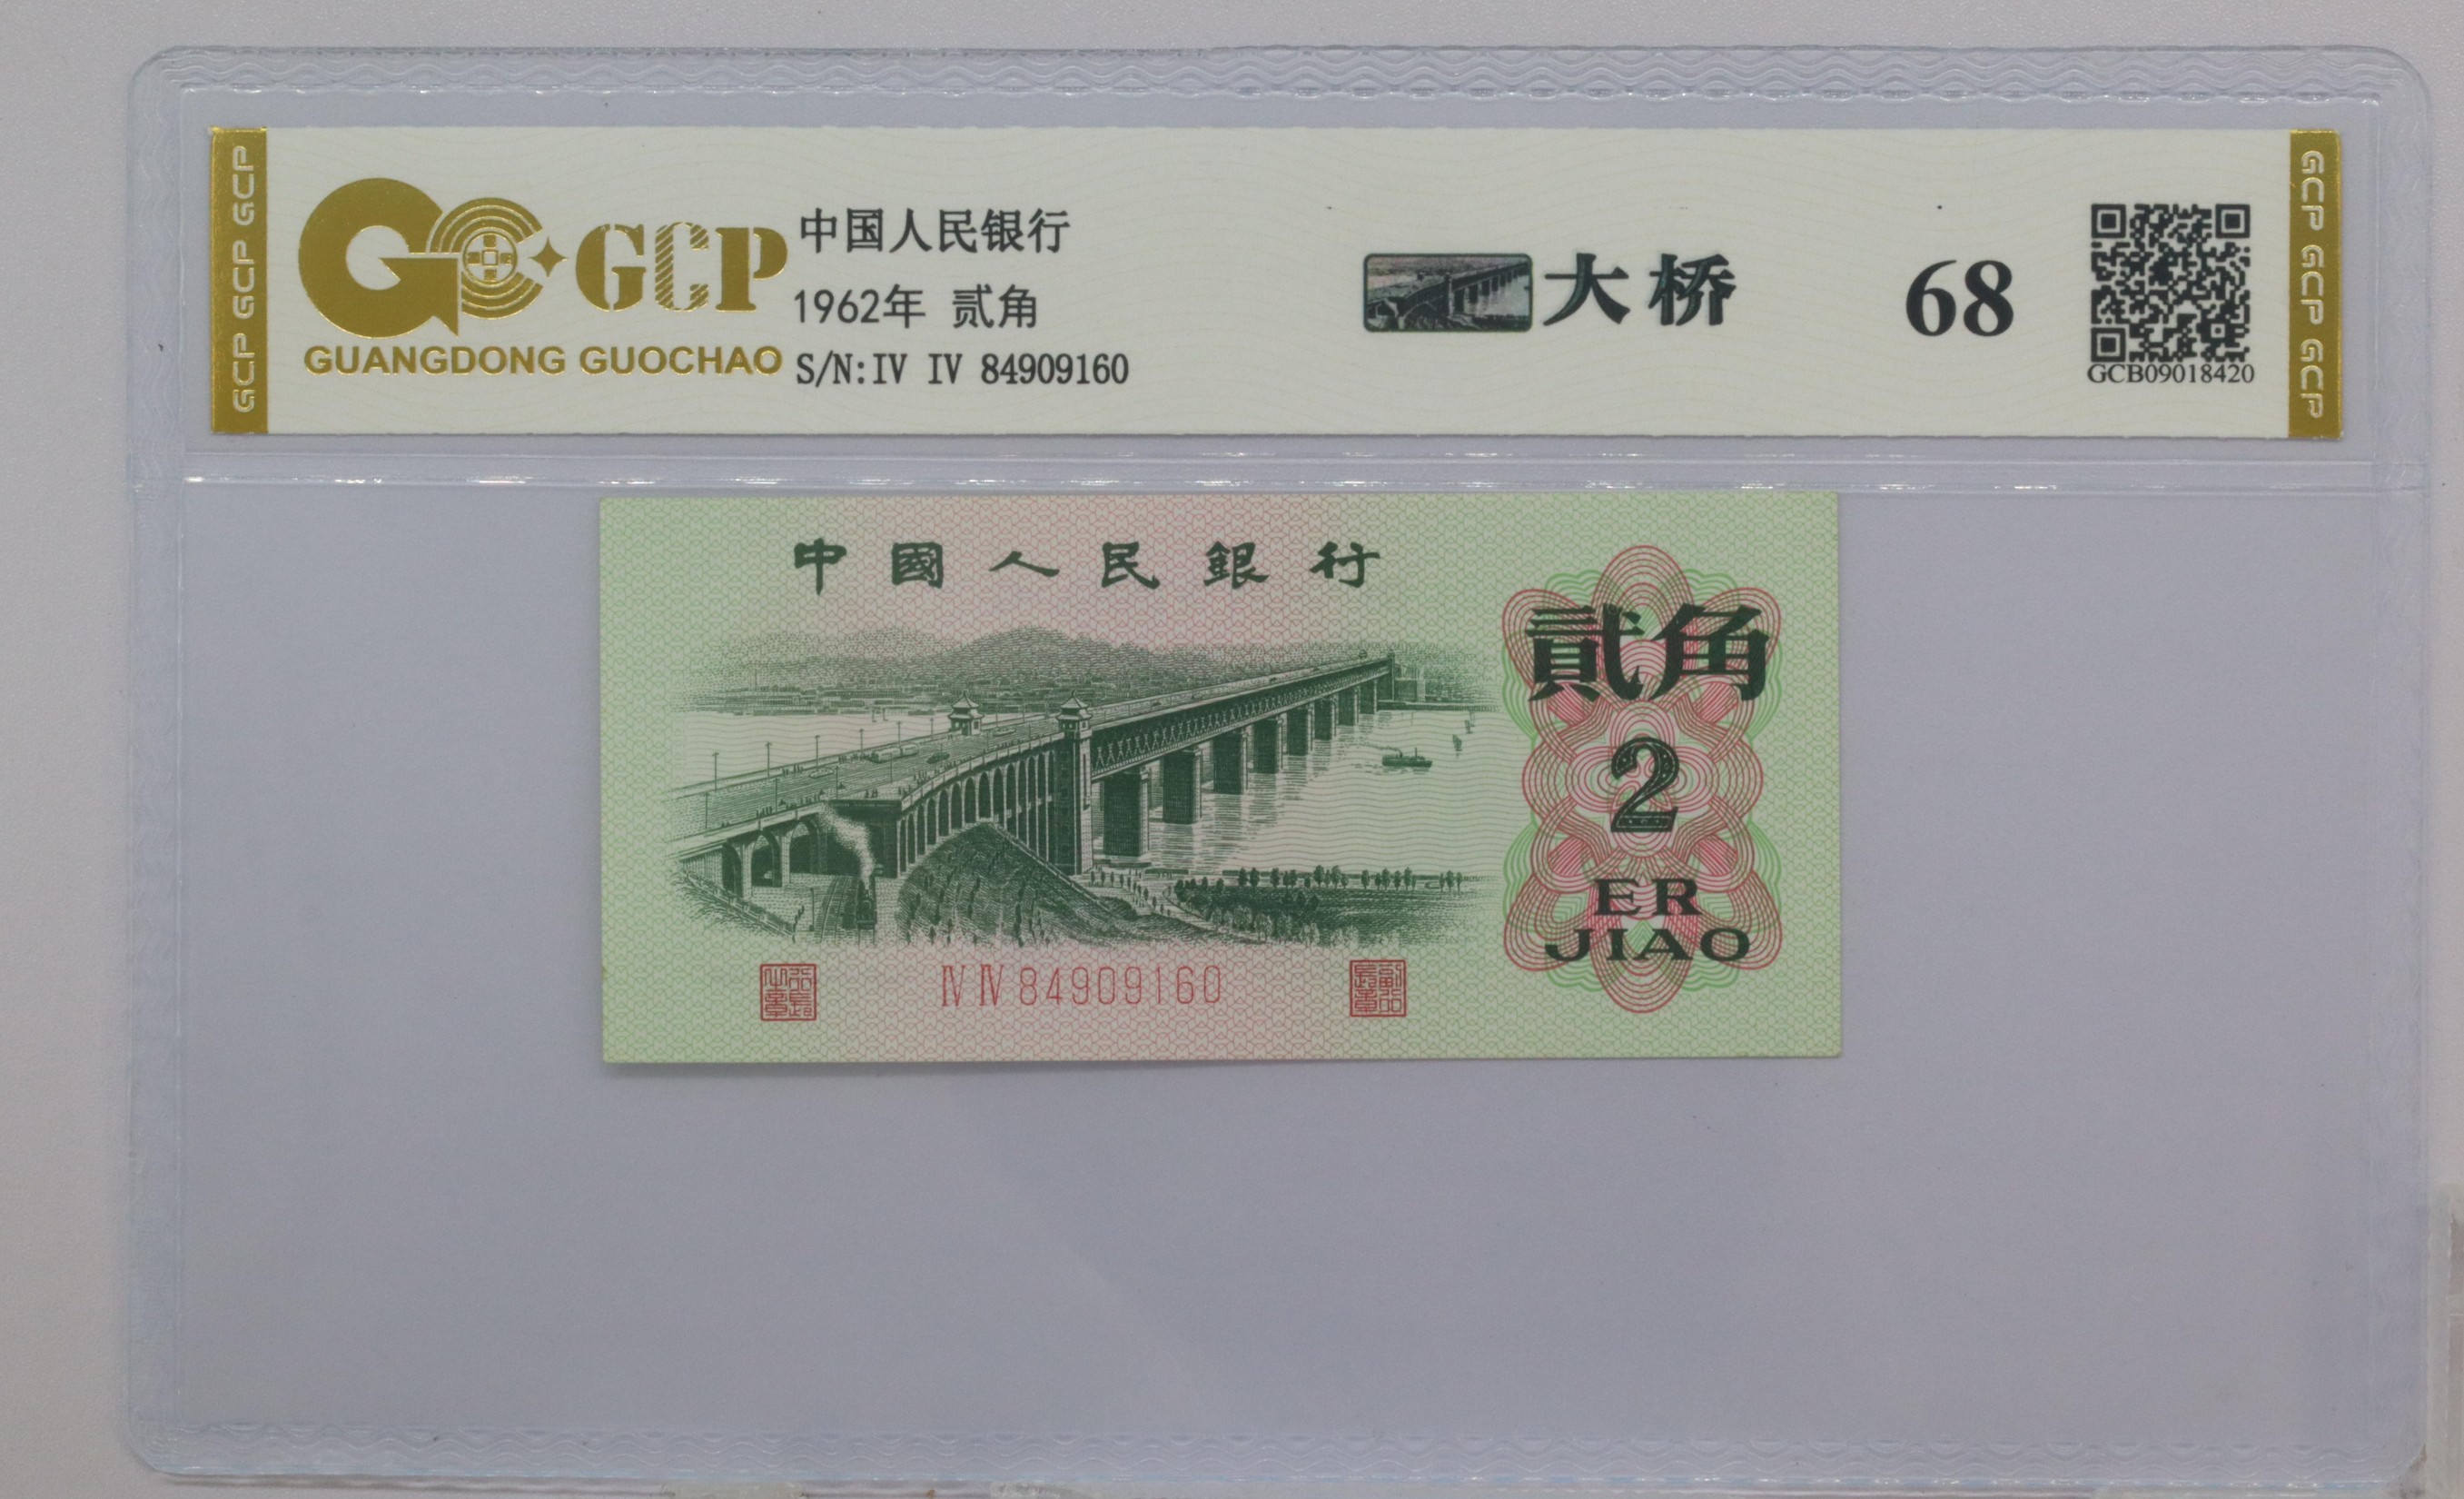 GCP GCP GCP
GCP
GUANGDONG GUOCHAO
中国人民银行
1962年 贰角
S/N:IV IV 84909160
大桥
68
GCB09018420
GCP GCP GCP
中國人民銀行
貳角
2
ER
JIAO
IV IV 84909160